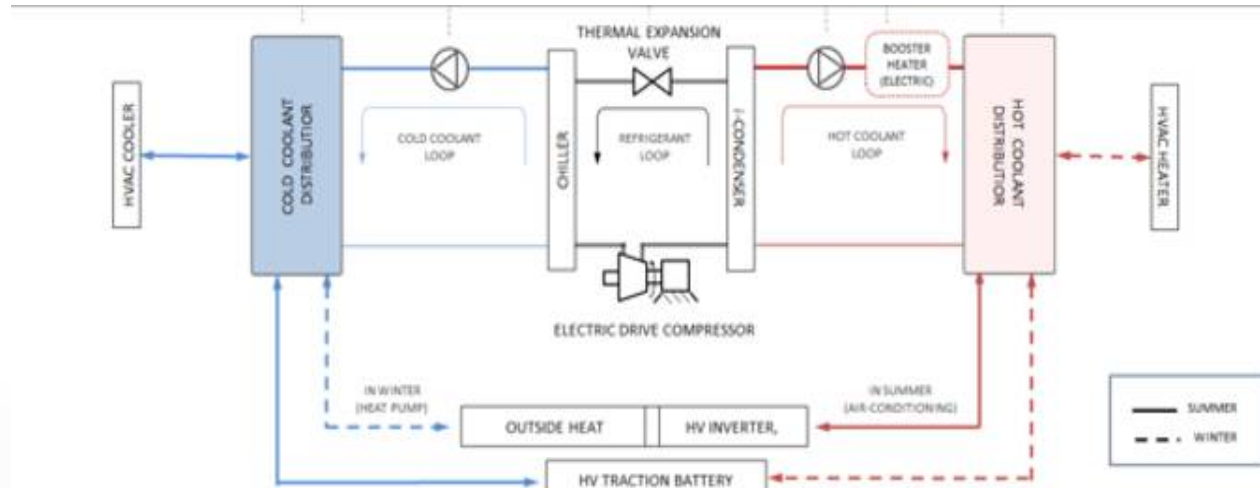 THERMAL EXPANSION
VALVE
BOOSTER
HEATER
(ELECTRIC)
HVAC COOLER
COLD COOLANT
DISTRIBUTIOR
COLD COOLANT
LOOP
CHILLER
REFRIGERANT
LOOP
i-CONDENSER
HOT COOLANT
LOOP
HOT COOLANT
DISTRIBUTIOR
HVAC HEATER
ELECTRIC DRIVE COMPRESSOR
IN WINTER
(HEAT PUMP)
IN SUMMER
(AIR-CONDITIONING)
OUTSIDE HEAT
HV INVERTER,
HV TRACTION BATTERY
SUMMER
WINTER